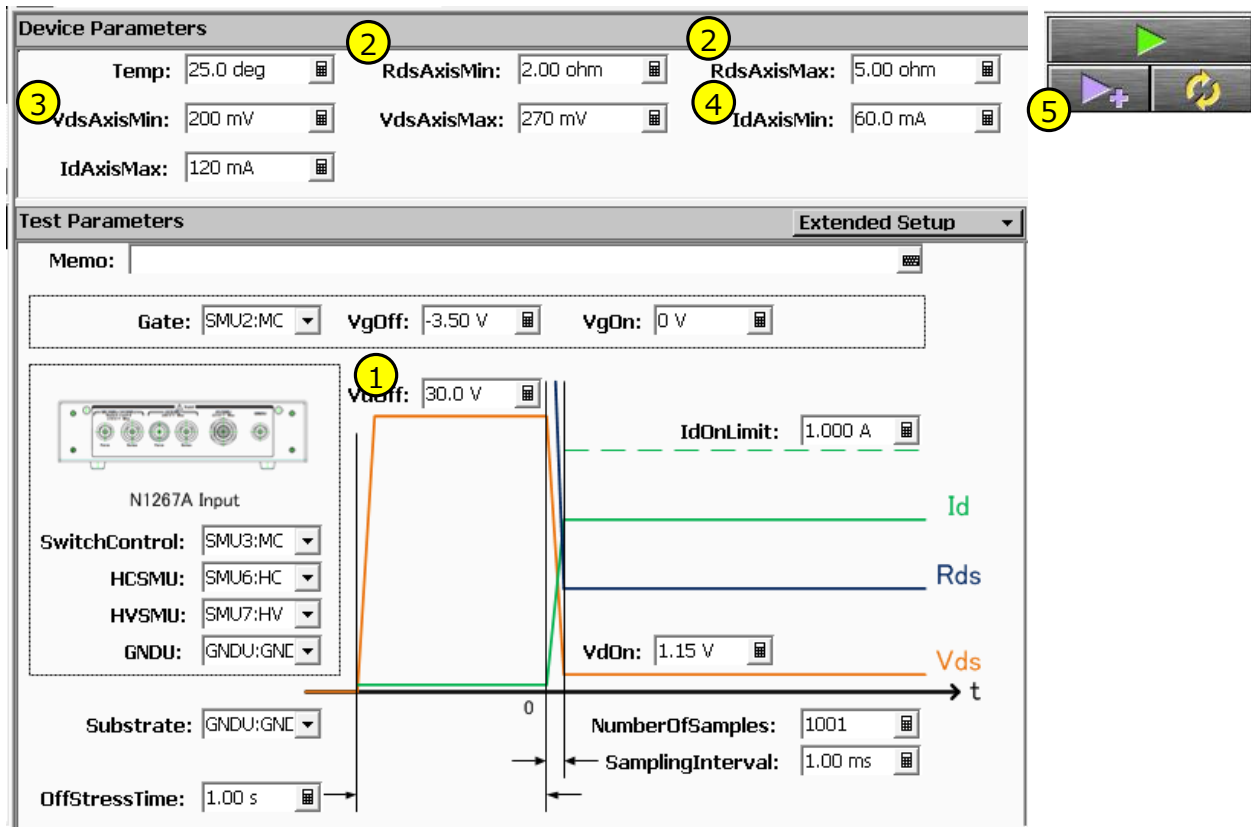 Device Parameters
2 2
Temp: 25.0 deg RdsAxisMin: 2.00 ohm RdsAxisMax: 5.00 ohm
3 4 5
VdsAxisMin: 200 mV VdsAxisMax: 270 mV IdAxisMin: 60.0 mA
IdAxisMax: 120 mA
Test Parameters Extended Setup
Memo:
Gate: SMU2:MC VgOff: -3.50 V VgOn: 0 V
1
VdOff: 30.0 V
IdOnLimit: 1.000 A
N1267A Input
Id
SwitchControl: SMU3:MC
HCSMU: SMU6:HC
Rds
HVSMU: SMU7:HV
GNDU: GNDU:GND
VdOn: 1.15 V
Vds
t
0
Substrate: GNDU:GND
NumberOfSamples: 1001
SamplingInterval: 1.00 ms
OffStressTime: 1.00 s